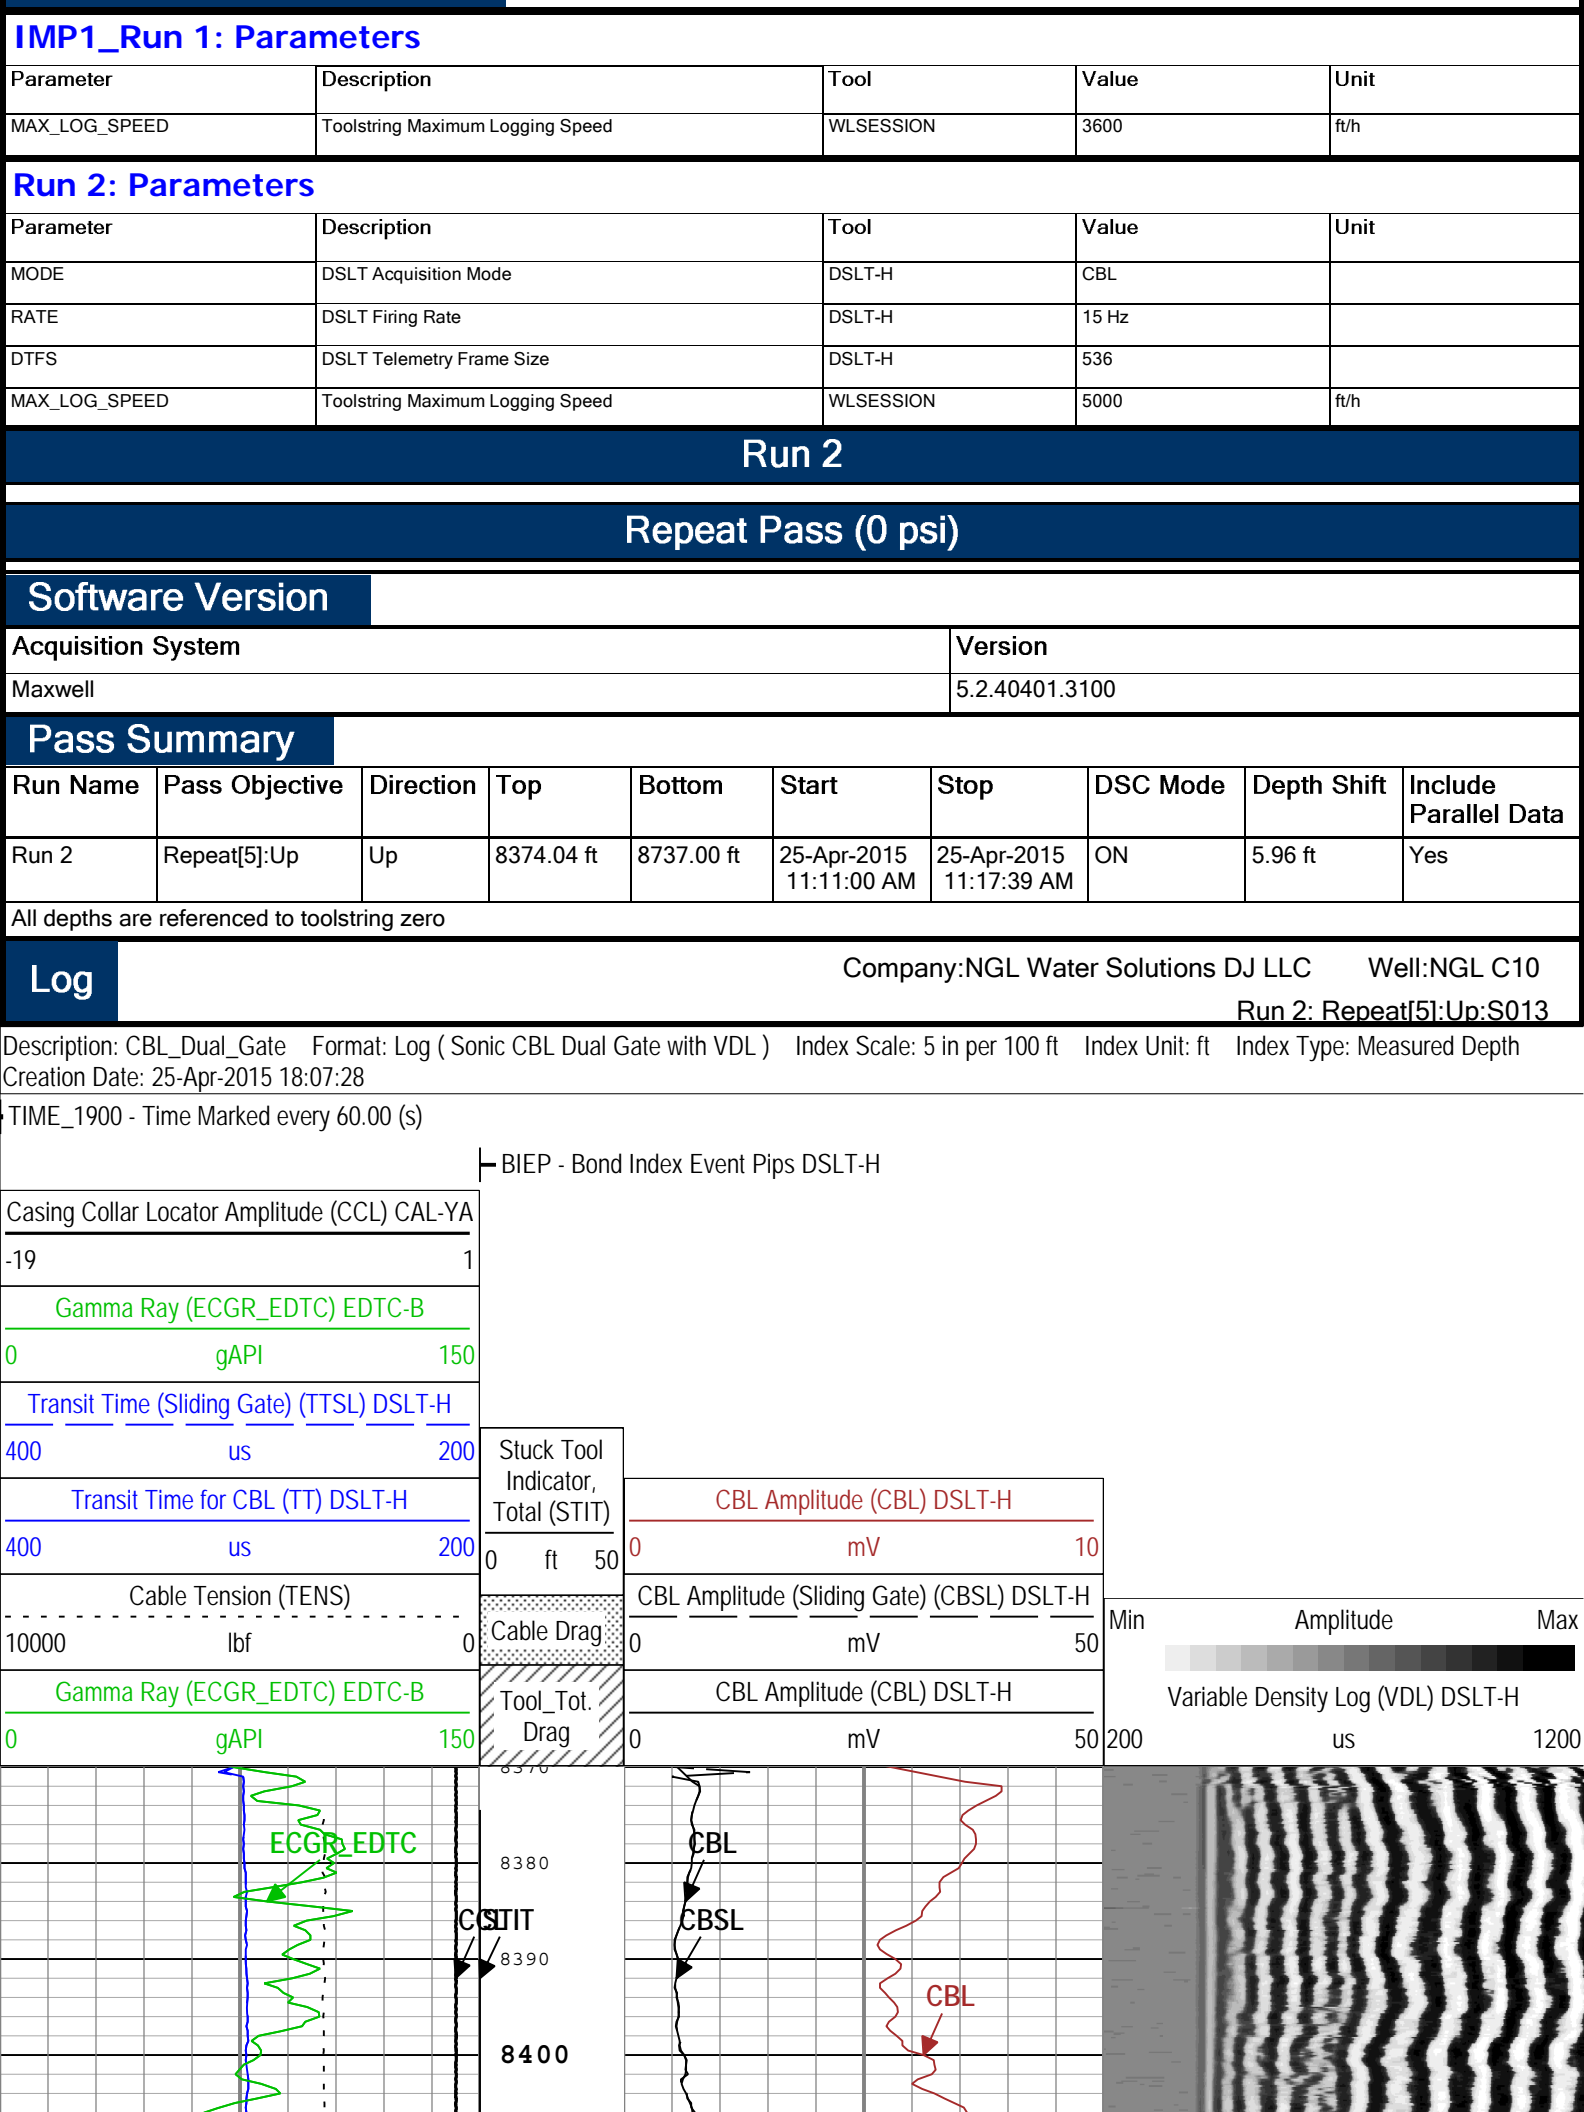 IMP1_Run 1: Parameters
Parameter Description Tool Value Unit
MAX_LOG_SPEED Toolstring Maximum Logging Speed WLSESSION 3600 ft/h
Run 2: Parameters
Parameter Description Tool Value Unit
MODE DSLT Acquisition Mode DSLT-H CBL
RATE DSLT Firing Rate DSLT-H 15 Hz
DTFS DSLT Telemetry Frame Size DSLT-H 536
MAX_LOG_SPEED Toolstring Maximum Logging Speed WLSESSION 5000 ft/h
Run 2
Repeat Pass (0 psi)
Software Version
Acquisition System Version
Maxwell 5.2.40401.3100
Pass Summary
Run Name Pass Objective Direction Top Bottom Start Stop DSC Mode Depth Shift Include
Parallel Data
Run 2 Repeat[5]:Up Up 8374.04 ft 8737.00 ft 25-Apr-2015 25-Apr-2015 ON 5.96 ft Yes
11:11:00 AM 11:17:39 AM
All depths are referenced to toolstring zero
Log
Company:NGL Water Solutions DJ LLC Well:NGL C10
Run 2: Repeat[5]:Up:S013
Description: CBL_Dual_Gate Format: Log ( Sonic CBL Dual Gate with VDL ) Index Scale: 5 in per 100 ft Index Unit: ft Index Type: Measured Depth
Creation Date: 25-Apr-2015 18:07:28
TIME_1900 - Time Marked every 60.00 (s)
BIEP - Bond Index Event Pips DSLT-H
Casing Collar Locator Amplitude (CCL) CAL-YA
-19 1
Gamma Ray (ECGR_EDTC) EDTC-B
0 gAPI 150
Transit Time (Sliding Gate) (TTSL) DSLT-H
400 us 200
Transit Time for CBL (TT) DSLT-H
400 us 200
Cable Tension (TENS)
10000 lbf 0
Gamma Ray (ECGR_EDTC) EDTC-B
0 gAPI 150
Stuck Tool
Indicator,
Total (STIT)
0 ft 50
Cable Drag
Tool_Tot.
Drag
CBL Amplitude (CBL) DSLT-H
0 mV 10
CBL Amplitude (Sliding Gate) (CBSL) DSLT-H
0 mV 50
CBL Amplitude (CBL) DSLT-H
0 mV 50
Min Amplitude Max
Variable Density Log (VDL) DSLT-H
200 us 1200
8370
ECGR_EDTC
CBL
8380
CCL
STIT
CBSL
8390
CBL
8400